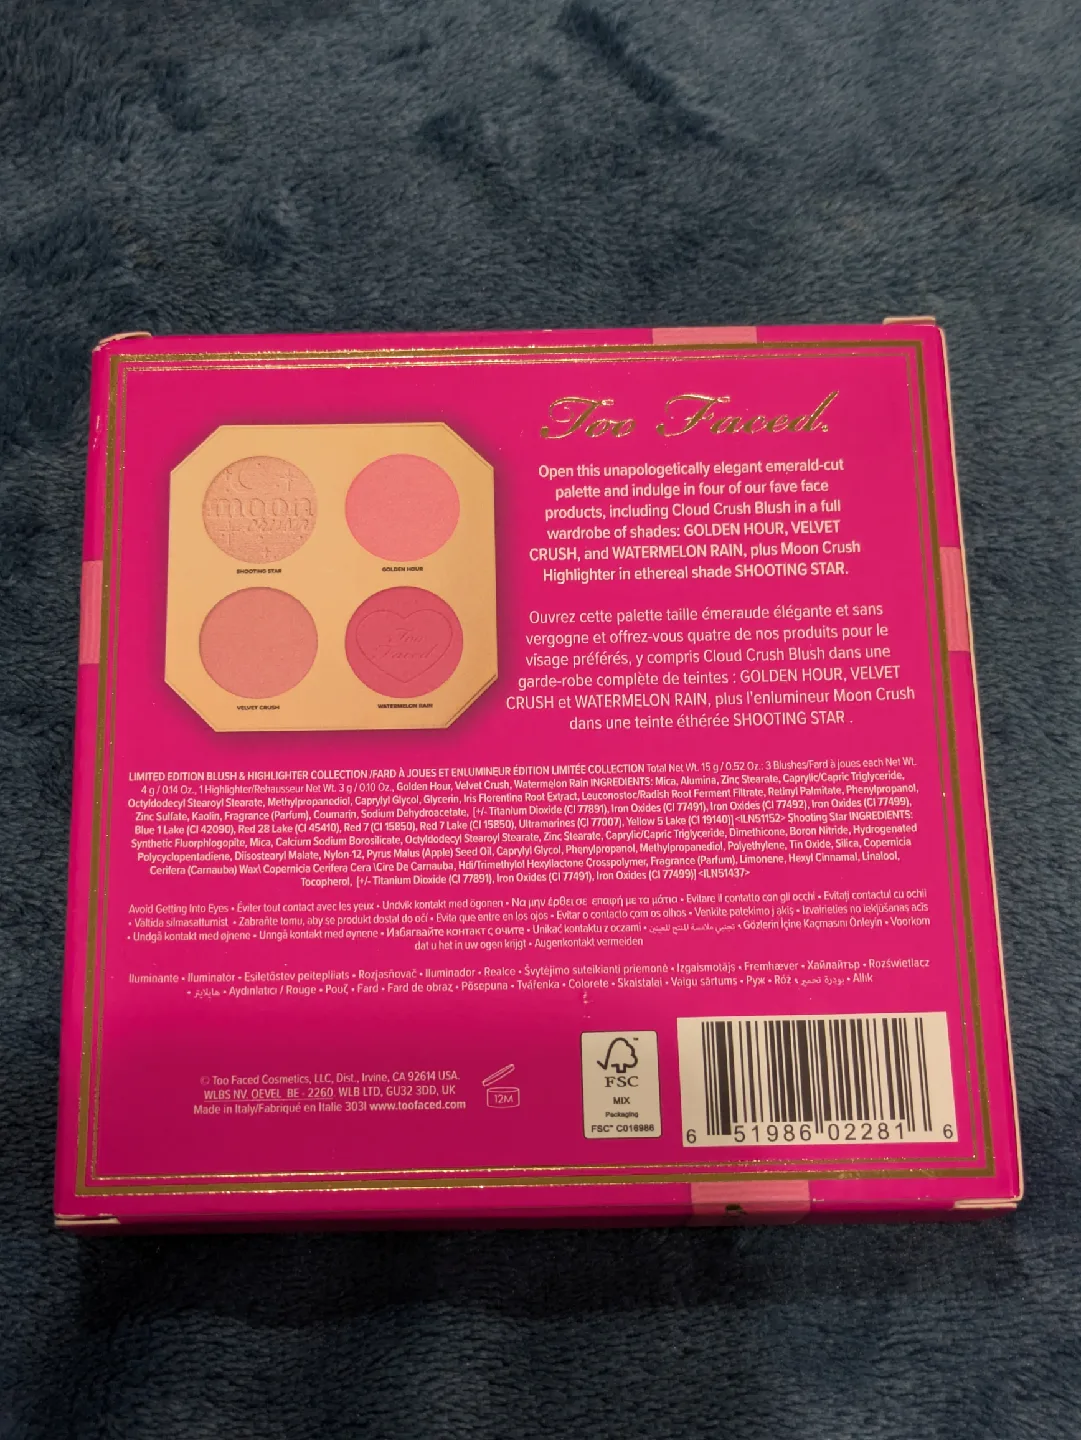 Too Faced.
Open this unapologetically elegant emerald-cut
palette and indulge in four of our fave face
products, including Cloud Crush Blush in a full
wardrobe of shades: GOLDEN HOUR, VELVET
CRUSH, and WATERMELON RAIN, plus Moon Crush
Highlighter in ethereal shade SHOOTING STAR.
Ouvrez cette palette taille émeraude élégante et sans
vergogne et offrez-vous quatre de nos produits pour le
visage préférés, y compris Cloud Crush Blush dans une
garde-robe complète de teintes : GOLDEN HOUR, VELVET
CRUSH et WATERMELON RAIN, plus l'enlumineur Moon Crush
dans une teinte éthérée SHOOTING STAR .
moon
crush
SHOOTING STAR
GOLDEN HOUR
Too
Faced
VELVET CRUSH
WATERMELON RAIN
LIMITED EDITION BLUSH & HIGHLIGHTER COLLECTION /FARD À JOUES ET ENLUMINEUR ÉDITION LIMITÉE COLLECTION Total Net Wt. 15 g / 0.52 Oz.: 3 Blushes/Fard à joues each Net Wt.
4 g / 0.14 Oz., 1 Highlighter/Rehausseur Net Wt. 3 g / 0.10 Oz., Golden Hour, Velvet Crush, Watermelon Rain INGREDIENTS: Mica, Alumina, Zinc Stearate, Caprylic/Capric Triglyceride,
Octyldodecyl Stearoyl Stearate, Methylpropanediol, Caprylyl Glycol, Glycerin, Iris Florentina Root Extract, Leuconostoc/Radish Root Ferment Filtrate, Retinyl Palmitate, Phenylpropanol,
Zinc Sulfate, Kaolin, Fragrance (Parfum), Coumarin, Sodium Dehydroacetate, [+/- Titanium Dioxide (CI 77891), Iron Oxides (CI 77491), Iron Oxides (CI 77492), Iron Oxides (CI 77499),
Blue 1 Lake (CI 42090), Red 28 Lake (CI 45410), Red 7 (CI 15850), Red 7 Lake (CI 15850), Ultramarines (CI 77007), Yellow 5 Lake (CI 19140)] <ILN51152> Shooting Star INGREDIENTS:
Synthetic Fluorphlogopite, Mica, Calcium Sodium Borosilicate, Octyldodecyl Stearoyl Stearate, Zinc Stearate, Caprylic/Capric Triglyceride, Dimethicone, Boron Nitride, Hydrogenated
Polycyclopentadiene, Diisostearyl Malate, Nylon-12, Pyrus Malus (Apple) Seed Oil, Caprylyl Glycol, Phenylpropanol, Methylpropanediol, Polyethylene, Tin Oxide, Silica, Copernicia
Cerifera (Carnauba) Wax\ Copernicia Cerifera Cera \Cire De Carnauba, Hdi/Trimethylol Hexyllactone Crosspolymer, Fragrance (Parfum), Limonene, Hexyl Cinnamal, Linalool,
Tocopherol, [+/- Titanium Dioxide (CI 77891), Iron Oxides (CI 77491), Iron Oxides (CI 77499)] <ILN51437>
Avoid Getting Into Eyes • Éviter tout contact avec les yeux • Undvik kontakt med ögonen • Να μην έρθει σε επαφή με τα μάτια • Evitare il contatto con gli occhi • Evitați contactul cu ochii
• Vältida silmasattumist • Zabraňte tomu, aby se produkt dostal do očí • Evita que entre en los ojos • Evitar o contacto com os olhos • Venkite patekimo į akis • Izvairieties no iekļūšanas acīs
• Undgå kontakt med øjnene • Unngå kontakt med øynene • Избягвайте контакт с очите • Unikać kontaktu z oczami • تجنبي ملامسة المنتج للعينين • Gözlerin İçine Kaçmasını Önleyin • Voorkom
dat u het in uw ogen krijgt • Augenkontakt vermeiden
Iluminante • Iluminator • Esiletõstev peitepliiats • Rozjasňovač • Iluminador • Realce • Švytėjimo suteikianti priemonė • Izgaismotājs • Fremhæver • Хайлайтър • Rozświetlacz
• هايلايتر • Aydınlatıcı / Rouge • Ρουζ • Fard • Fard de obraz • Põsepuna • Tvářenka • Colorete • Skaistalai • Vaigu sārtums • Руж • Róż • بودرة تحمير • Allık
© Too Faced Cosmetics, LLC, Dist., Irvine, CA 92614 USA.
WLBS NV, OEVEL, BE - 2260. WLB LTD, GU32 3DD, UK
Made in Italy/Fabriqué en Italie 3031 www.toofaced.com
12M
FSC
MIX
Packaging
FSC™ C016986
6 51986 02281 6